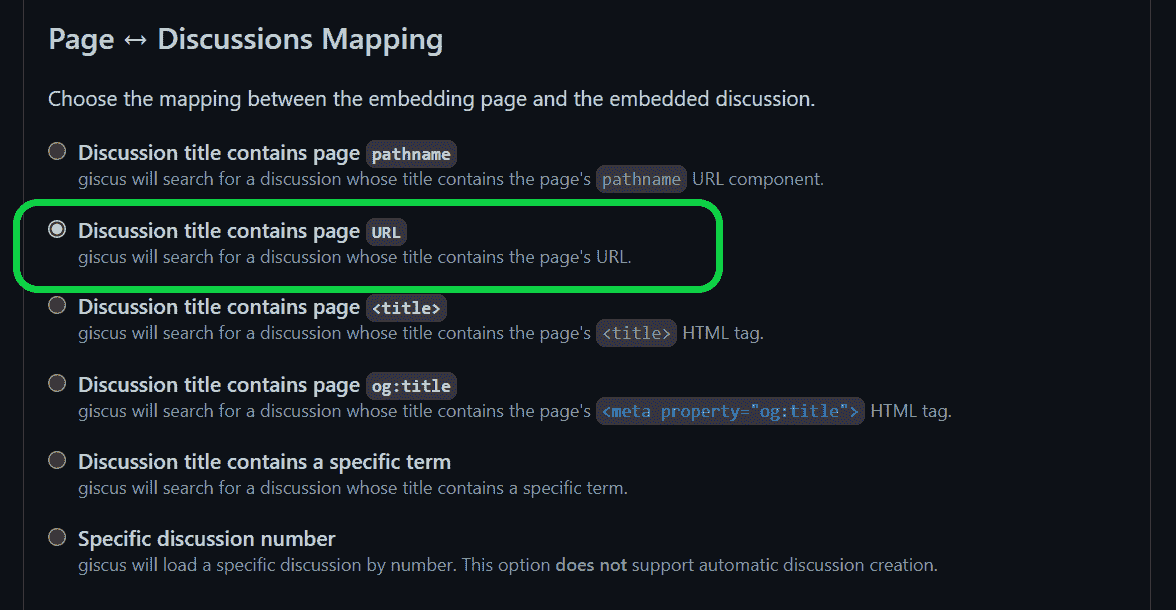 Page ↔ Discussions Mapping
Choose the mapping between the embedding page and the embedded discussion.
Discussion title contains page pathname
giscus will search for a discussion whose title contains the page's pathname URL component.
Discussion title contains page URL
giscus will search for a discussion whose title contains the page's URL.
Discussion title contains page <title>
giscus will search for a discussion whose title contains the page's <title> HTML tag.
Discussion title contains page og:title
giscus will search for a discussion whose title contains the page's <meta property="og:title"> HTML tag.
Discussion title contains a specific term
giscus will search for a discussion whose title contains a specific term.
Specific discussion number
giscus will load a specific discussion by number. This option does not support automatic discussion creation.